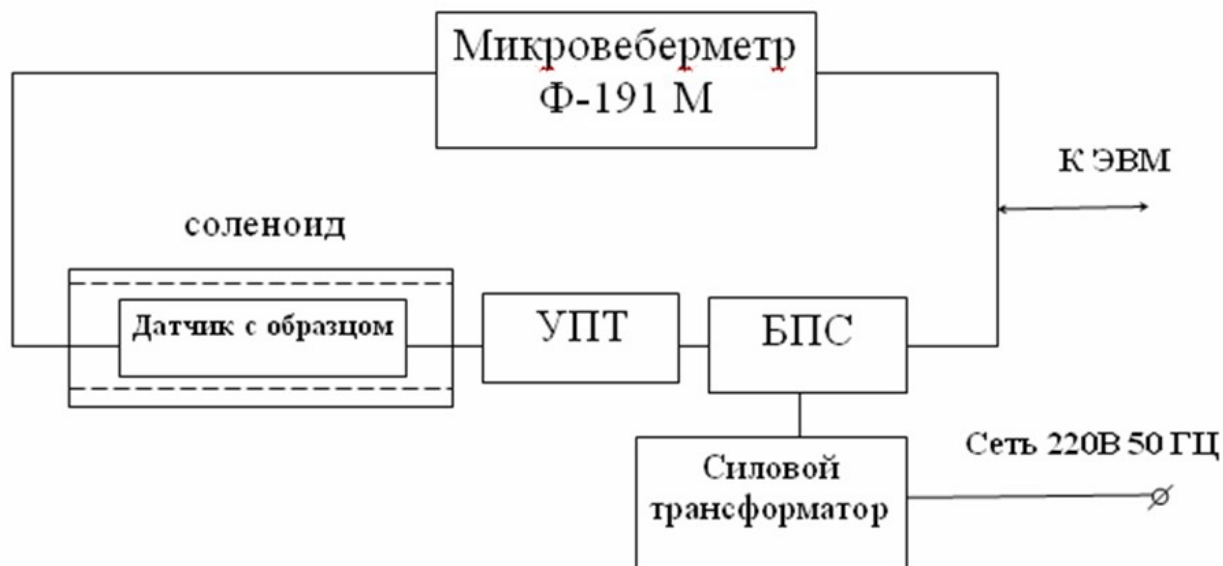 Микровеберметр
Ф-191 М
К ЭВМ
соленоид
Датчик с образцом
УПТ
БПС
Силовой
трансформатор
Сеть 220В 50 ГЦ